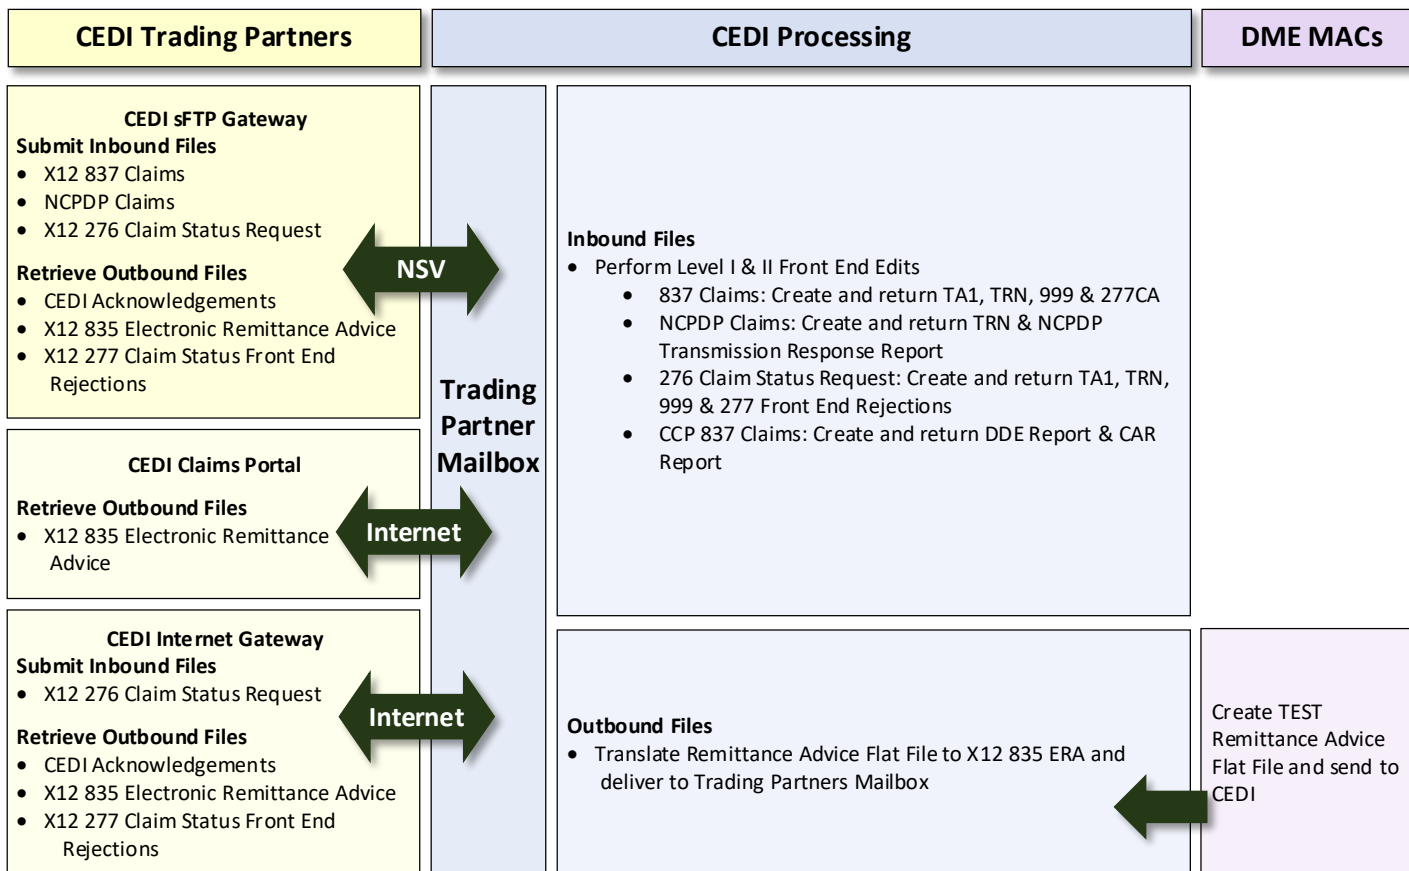 CEDI Trading Partners
CEDI Processing
DME MACs
CEDI sFTP Gateway
Submit Inbound Files
• X12 837 Claims
• NCPDP Claims
• X12 276 Claim Status Request
Retrieve Outbound Files
• CEDI Acknowledgements
• X12 835 Electronic Remittance Advice
• X12 277 Claim Status Front End
Rejections
NSV
CEDI Claims Portal
Retrieve Outbound Files
• X12 835 Electronic Remittance
Advice
Internet
CEDI Internet Gateway
Submit Inbound Files
• X12 276 Claim Status Request
Retrieve Outbound Files
• CEDI Acknowledgements
• X12 835 Electronic Remittance Advice
• X12 277 Claim Status Front End
Rejections
Internet
Trading
Partner
Mailbox
Inbound Files
• Perform Level I & II Front End Edits
• 837 Claims: Create and return TA1, TRN, 999 & 277CA
• NCPDP Claims: Create and return TRN & NCPDP
Transmission Response Report
• 276 Claim Status Request: Create and return TA1, TRN,
999 & 277 Front End Rejections
• CCP 837 Claims: Create and return DDE Report & CAR
Report
Outbound Files
• Translate Remittance Advice Flat File to X12 835 ERA and
deliver to Trading Partners Mailbox
Create TEST
Remittance Advice
Flat File and send to
CEDI